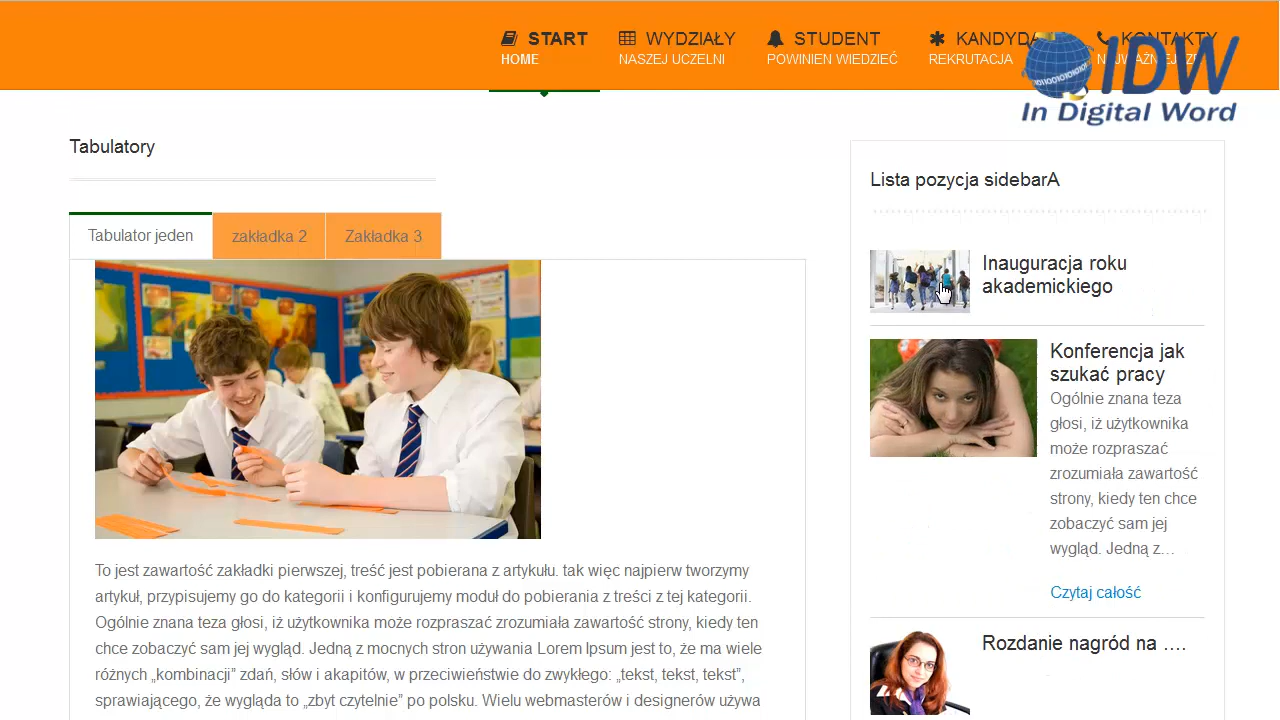 START
HOME
WYDZIAŁY
NASZEJ UCZELNI
STUDENT
POWINIEN WIEDZIEĆ
REKRUTACJA
KONTAKTY
IDW
In Digital Word
Tabulatory
Tabulator jeden
zakładka 2
Zakładka 3
To jest zawartość zakładki pierwszej, treść jest pobierana z artykułu. tak więc najpierw tworzymy
artykuł, przypisujemy go do kategorii i konfigurujemy moduł do pobierania z treści z tej kategorii.
Ogólnie znana teza głosi, iż użytkownika może rozpraszać zrozumiała zawartość strony, kiedy ten
chce zobaczyć sam jej wygląd. Jedną z mocnych stron używania Lorem Ipsum jest to, że ma wiele
różnych „kombinacji” zdań, słów i akapitów, w przeciwieństwie do zwykłego: „tekst, tekst, tekst”,
sprawiającego, że wygląda to „zbyt czytelnie” po polsku. Wielu webmasterów i designerów używa
Lista pozycja sidebarA
Inauguracja roku
akademickiego
Konferencja jak
szukać pracy
Ogólnie znana teza
głosi, iż użytkownika
może rozpraszać
zrozumiała zawartość
strony, kiedy ten chce
zobaczyć sam jej
wygląd. Jedną z…
Czytaj całość
Rozdanie nagród na ….